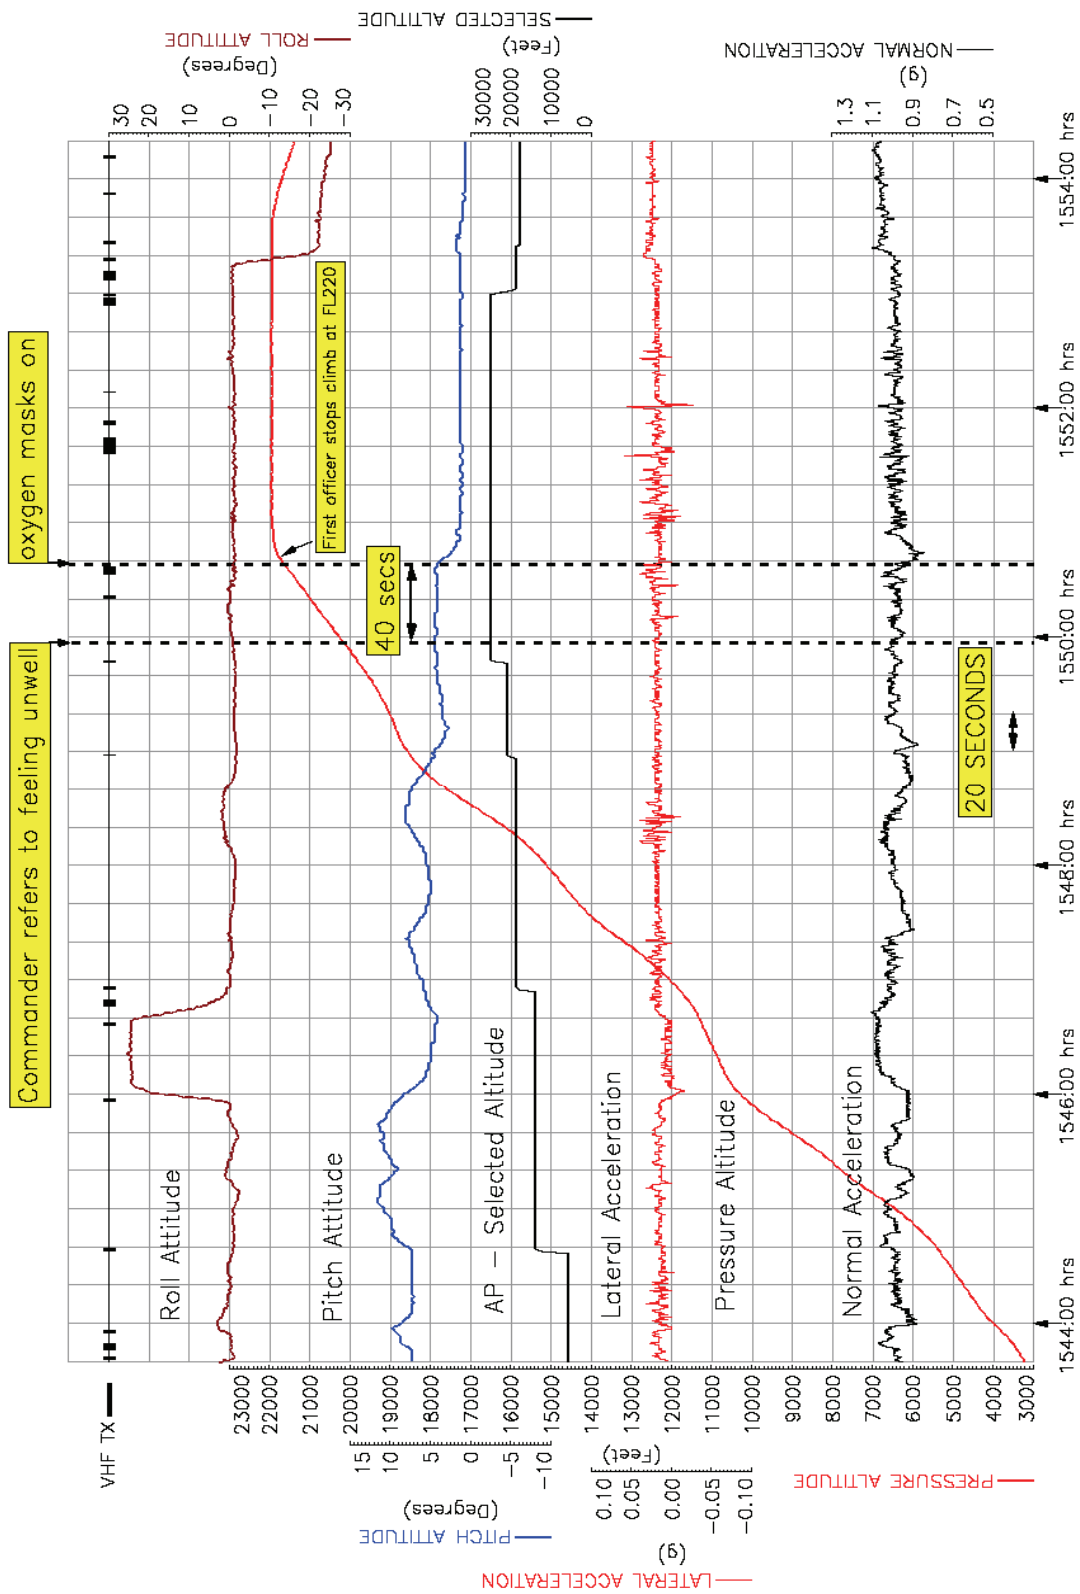 Commander refers to feeling unwell
oxygen masks on
VHF TX
Roll Attitude
Pitch Attitude
AP – Selected Altitude
Lateral Acceleration
Pressure Altitude
Normal Acceleration
40 secs
First officer stops climb at FL220
20 SECONDS
23000
22000
21000
20000
19000
18000
17000
16000
15000
14000
13000
12000
11000
10000
9000
8000
7000
6000
5000
4000
3000
PRESSURE ALTITUDE
(Feet)
15
10
5
0
-5
-10
(Degrees)
PITCH ATTITUDE
0.10
0.05
0.00
-0.05
-0.10
(g)
LATERAL ACCELERATION
30
20
10
0
-10
-20
-30
(Degrees)
ROLL ATTITUDE
30000
20000
10000
0
(Feet)
SELECTED ALTITUDE
1.3
1.1
0.9
0.7
0.5
(g)
NORMAL ACCELERATION
1544:00 hrs
1546:00 hrs
1548:00 hrs
1550:00 hrs
1552:00 hrs
1554:00 hrs